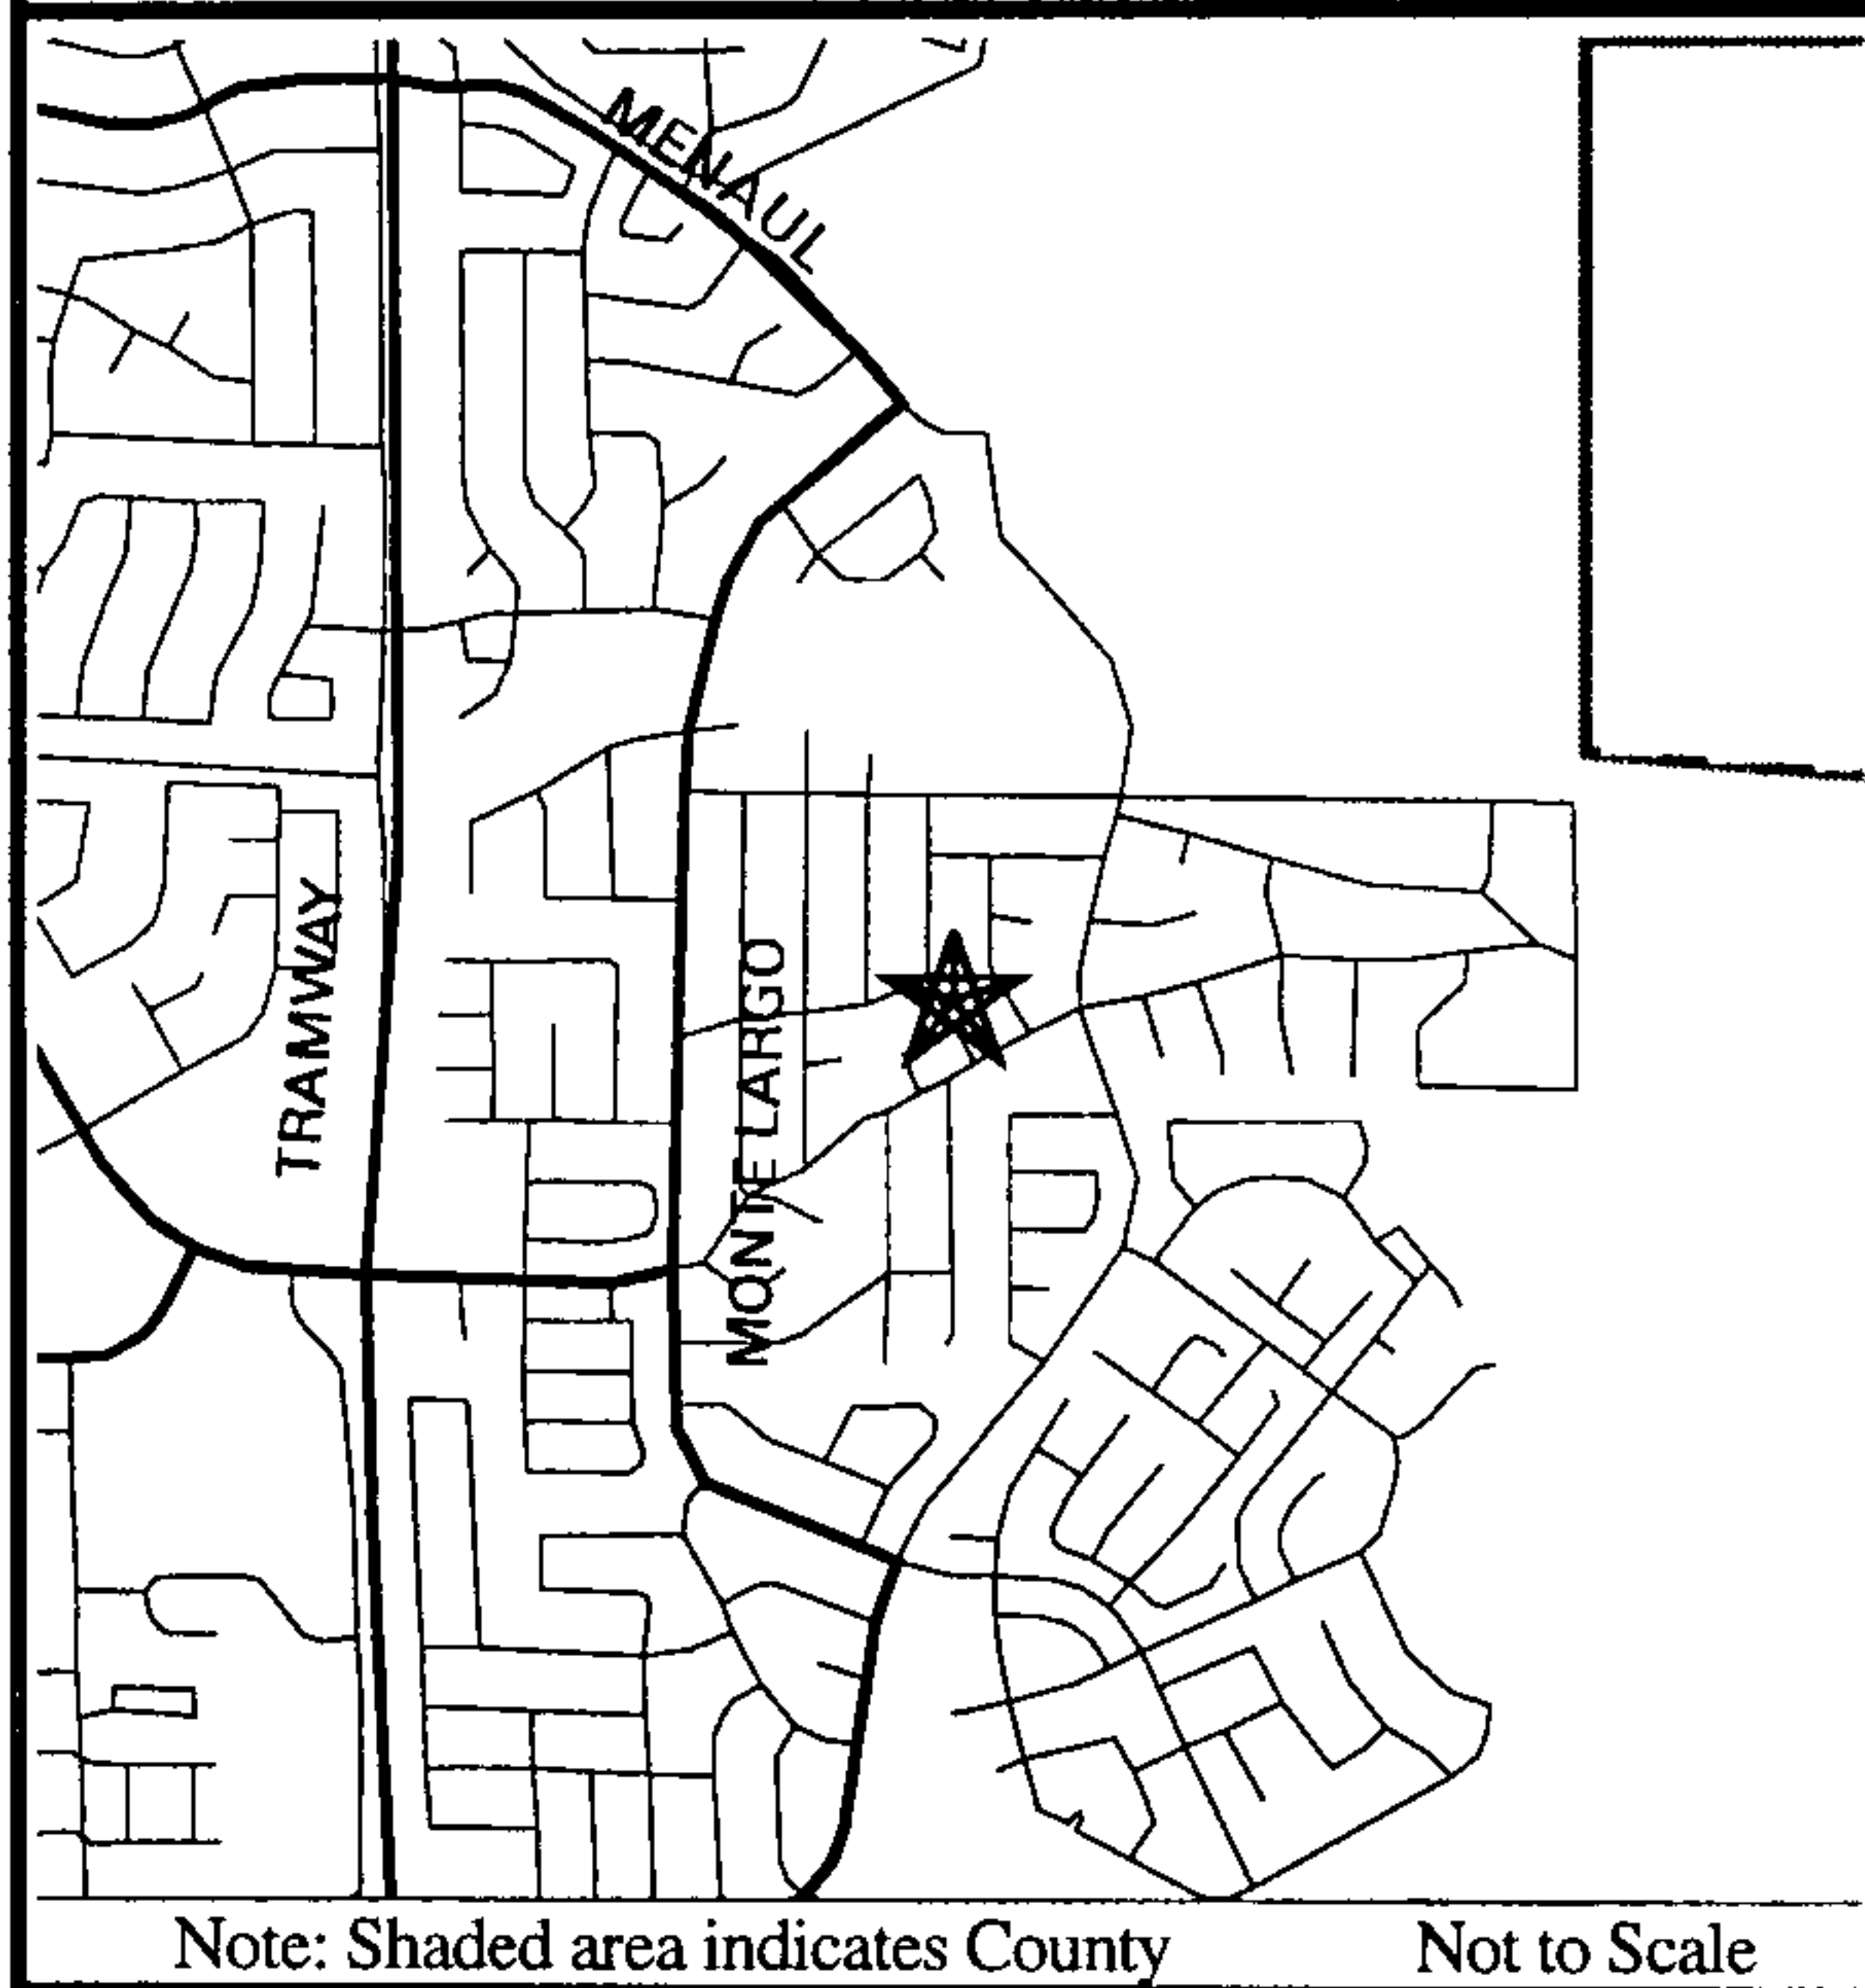 MENAUL
TRAMWAY
MONTE LARGO
Note: Shaded area indicates County
Not to Scale